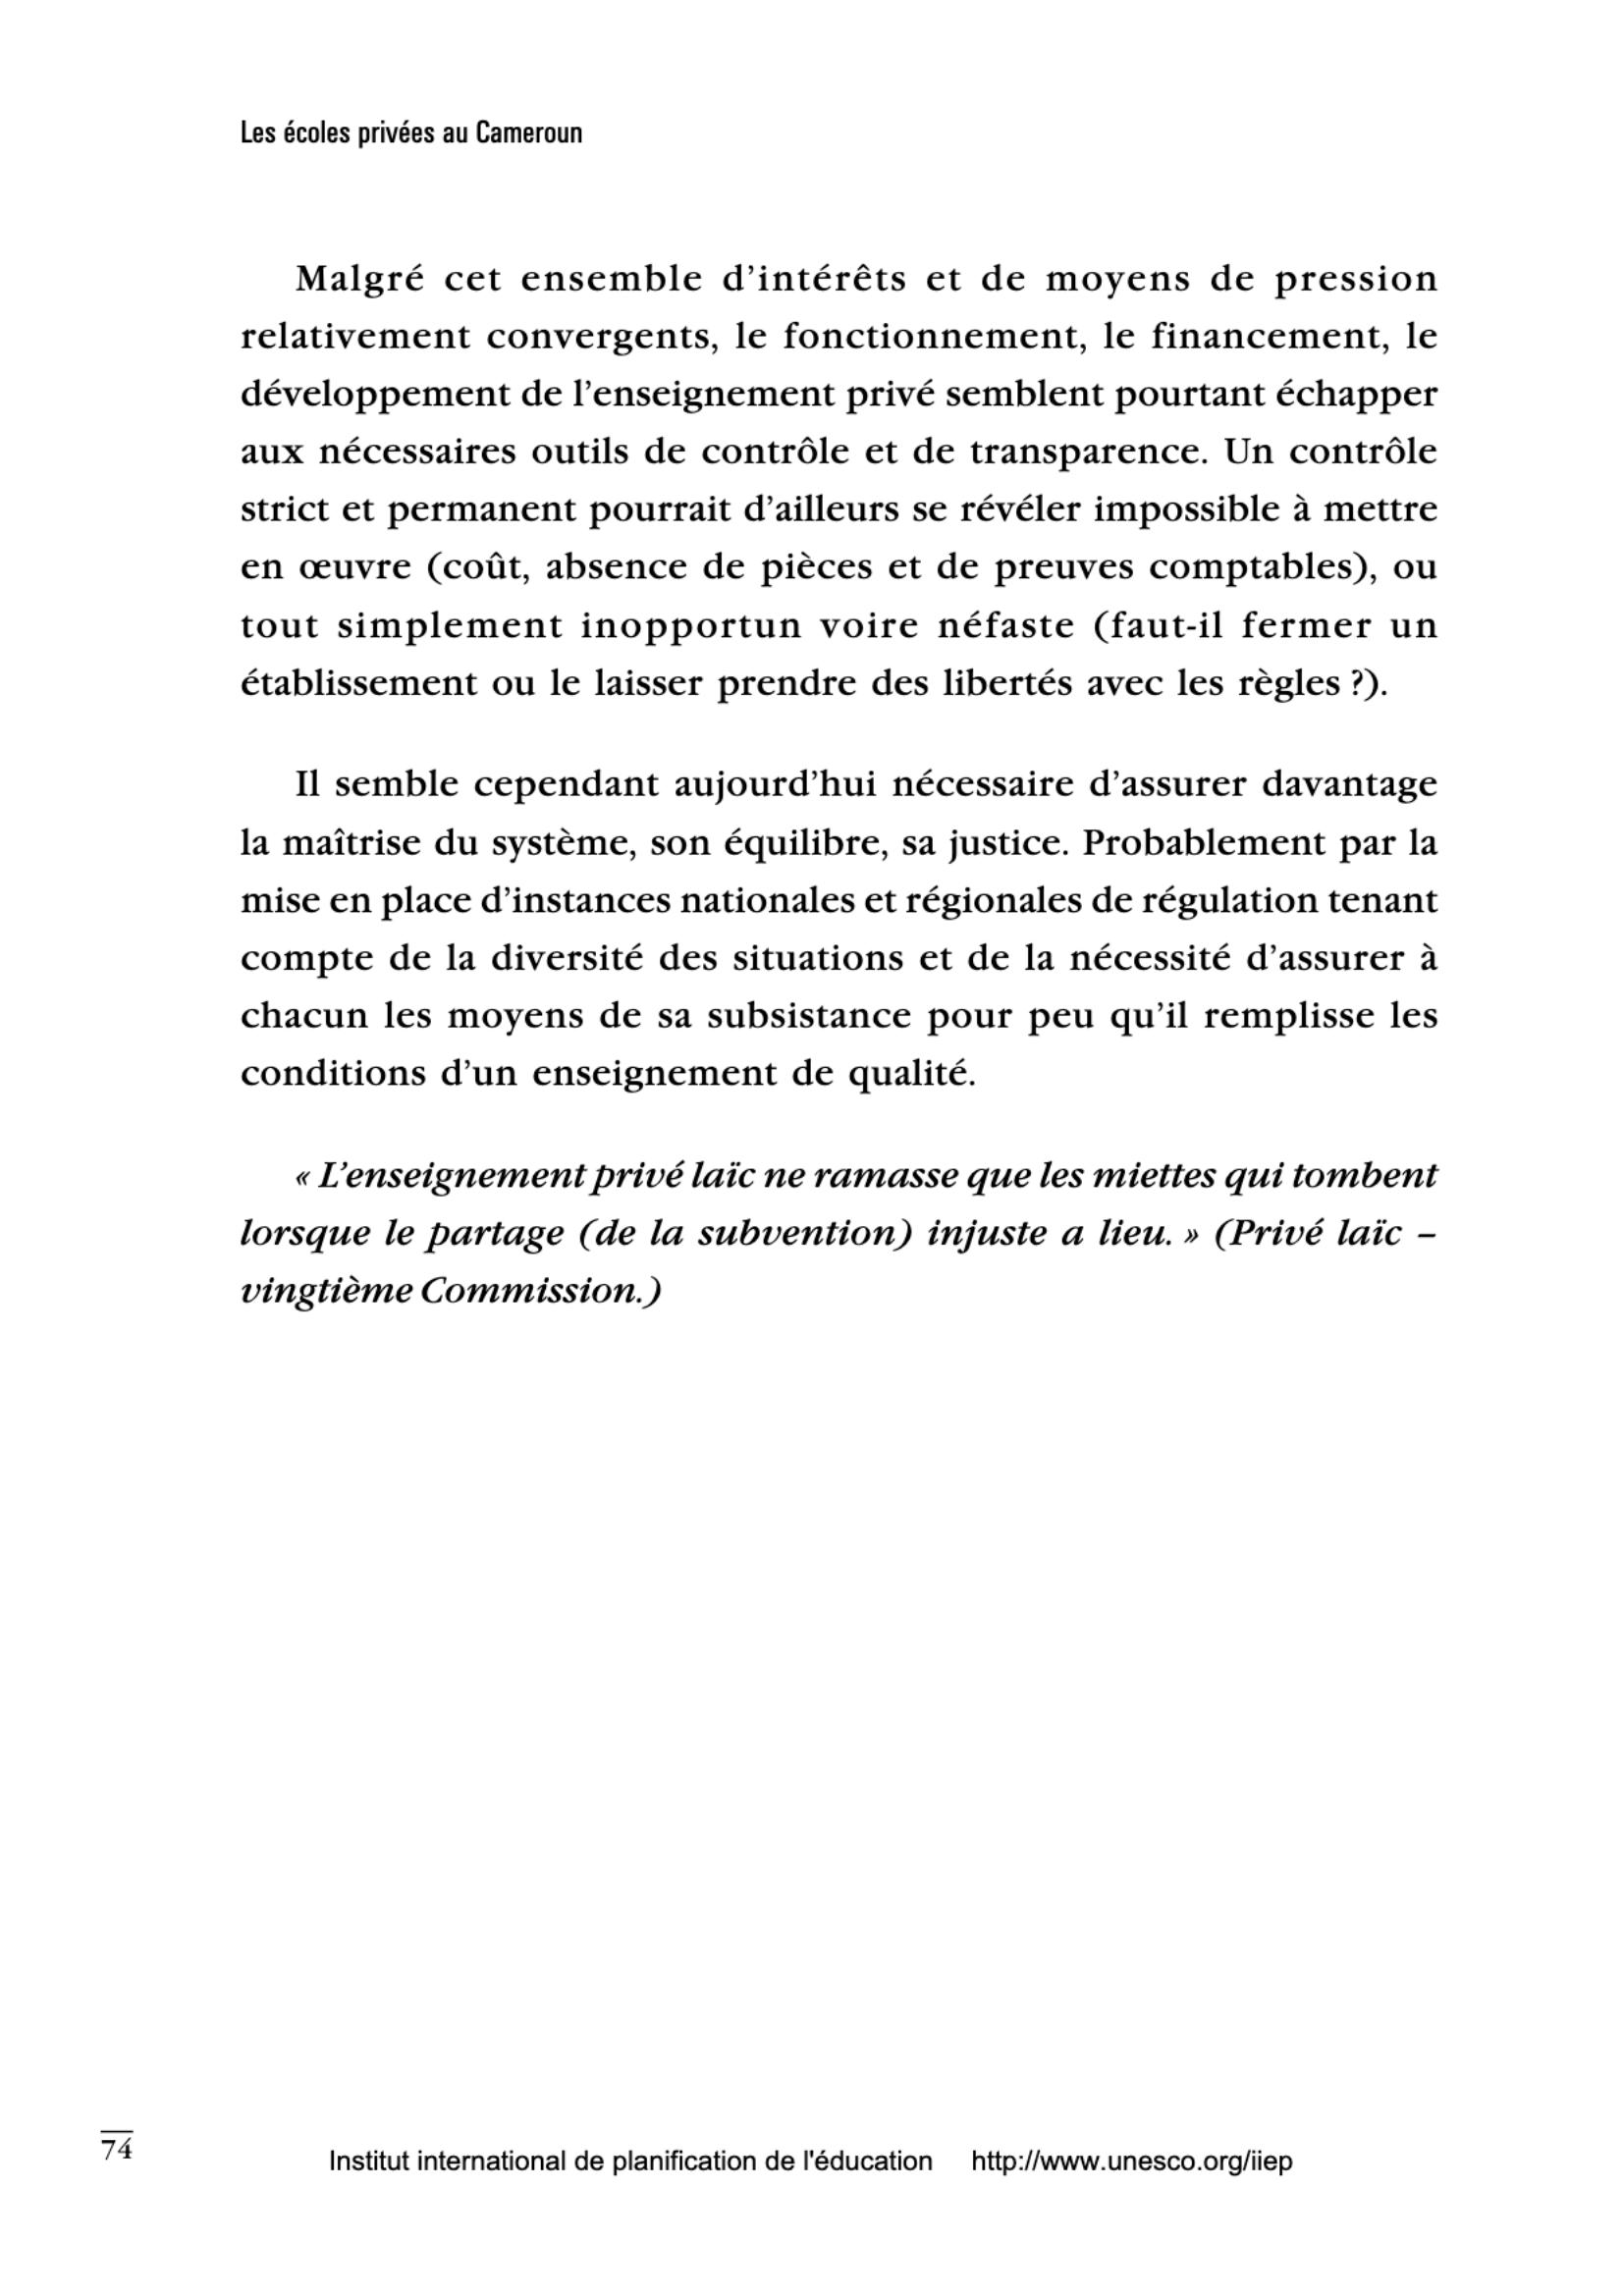 Les écoles privées au Cameroun
Malgré cet ensemble d'intérêts et de moyens de pression
relativement convergents, le fonctionnement, le financement, le
développement de l'enseignement privé semblent pourtant échapper
aux nécessaires outils de contrôle et de transparence. Un contrôle
strict et permanent pourrait d'ailleurs se révéler impossible à mettre
en œuvre (coût, absence de pièces et de preuves comptables), ou
tout simplement inopportun voire néfaste (faut-il fermer un
établissement ou le laisser prendre des libertés avec les règles ?).
Il semble cependant aujourd'hui nécessaire d'assurer davantage
la maîtrise du système, son équilibre, sa justice. Probablement par la
mise en place d'instances nationales et régionales de régulation tenant
compte de la diversité des situations et de la nécessité d'assurer à
chacun les moyens de sa subsistance pour peu qu'il remplisse les
conditions d'un enseignement de qualité.
« L'enseignement privé laïc ne ramasse que les miettes qui tombent
lorsque le partage (de la subvention) injuste a lieu. » (Privé laïc –
vingtième Commission.)
74
Institut international de planification de l'éducation http://www.unesco.org/iiep